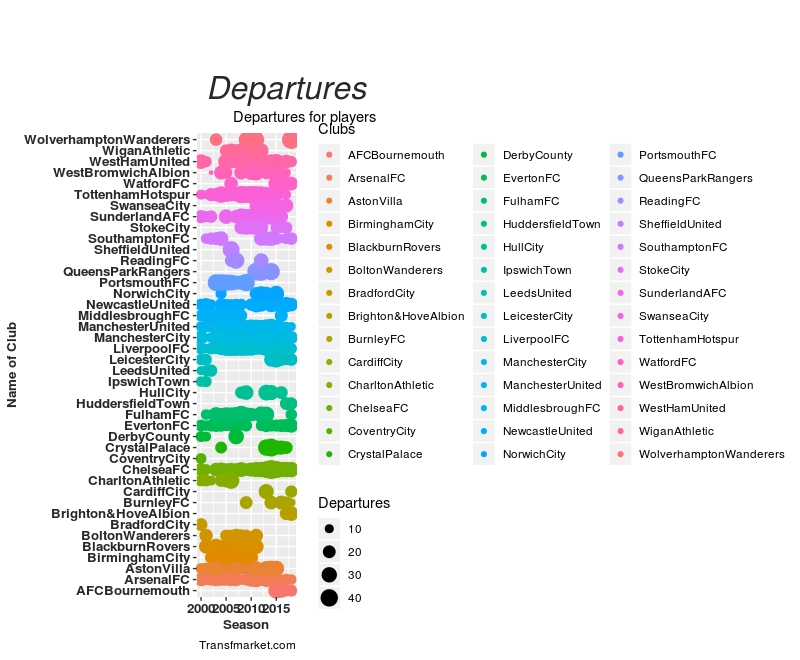 Departures
Departures for players
Name of Club
WolverhamptonWanderers
WiganAthletic
WestHamUnited
WestBromwichAlbion
WatfordFC
TottenhamHotspur
SwanseaCity
SunderlandAFC
StokeCity
SouthamptonFC
SheffieldUnited
ReadingFC
QueensParkRangers
PortsmouthFC
NorwichCity
NewcastleUnited
MiddlesbroughFC
ManchesterUnited
ManchesterCity
LiverpoolFC
LeicesterCity
LeedsUnited
IpswichTown
HullCity
HuddersfieldTown
FulhamFC
EvertonFC
DerbyCounty
CrystalPalace
CoventryCity
ChelseaFC
CharltonAthletic
CardiffCity
BurnleyFC
Brighton&HoveAlbion
BradfordCity
BoltonWanderers
BlackburnRovers
BirminghamCity
AstonVilla
ArsenalFC
AFCBournemouth
2000 2005 2010 2015
Season
Transfmarket.com
Clubs
AFCBournemouth
ArsenalFC
AstonVilla
BirminghamCity
BlackburnRovers
BoltonWanderers
BradfordCity
Brighton&HoveAlbion
BurnleyFC
CardiffCity
CharltonAthletic
ChelseaFC
CoventryCity
CrystalPalace
DerbyCounty
EvertonFC
FulhamFC
HuddersfieldTown
HullCity
IpswichTown
LeedsUnited
LeicesterCity
LiverpoolFC
ManchesterCity
ManchesterUnited
MiddlesbroughFC
NewcastleUnited
NorwichCity
PortsmouthFC
QueensParkRangers
ReadingFC
SheffieldUnited
SouthamptonFC
StokeCity
SunderlandAFC
SwanseaCity
TottenhamHotspur
WatfordFC
WestBromwichAlbion
WestHamUnited
WiganAthletic
WolverhamptonWanderers
Departures
10
20
30
40